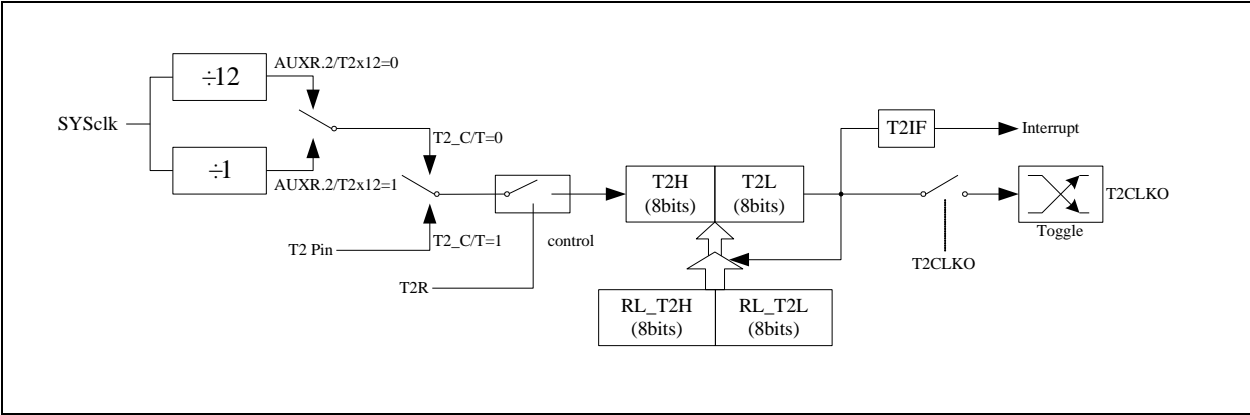 ÷12
AUXR.2/T2x12=0
SYSclk
T2_C/T=0
÷1
AUXR.2/T2x12=1
T2 Pin
T2_C/T=1
control
T2R
T2H
(8bits)
T2L
(8bits)
T2IF
Interrupt
T2CLKO
Toggle
T2CLKO
RL_T2H
(8bits)
RL_T2L
(8bits)